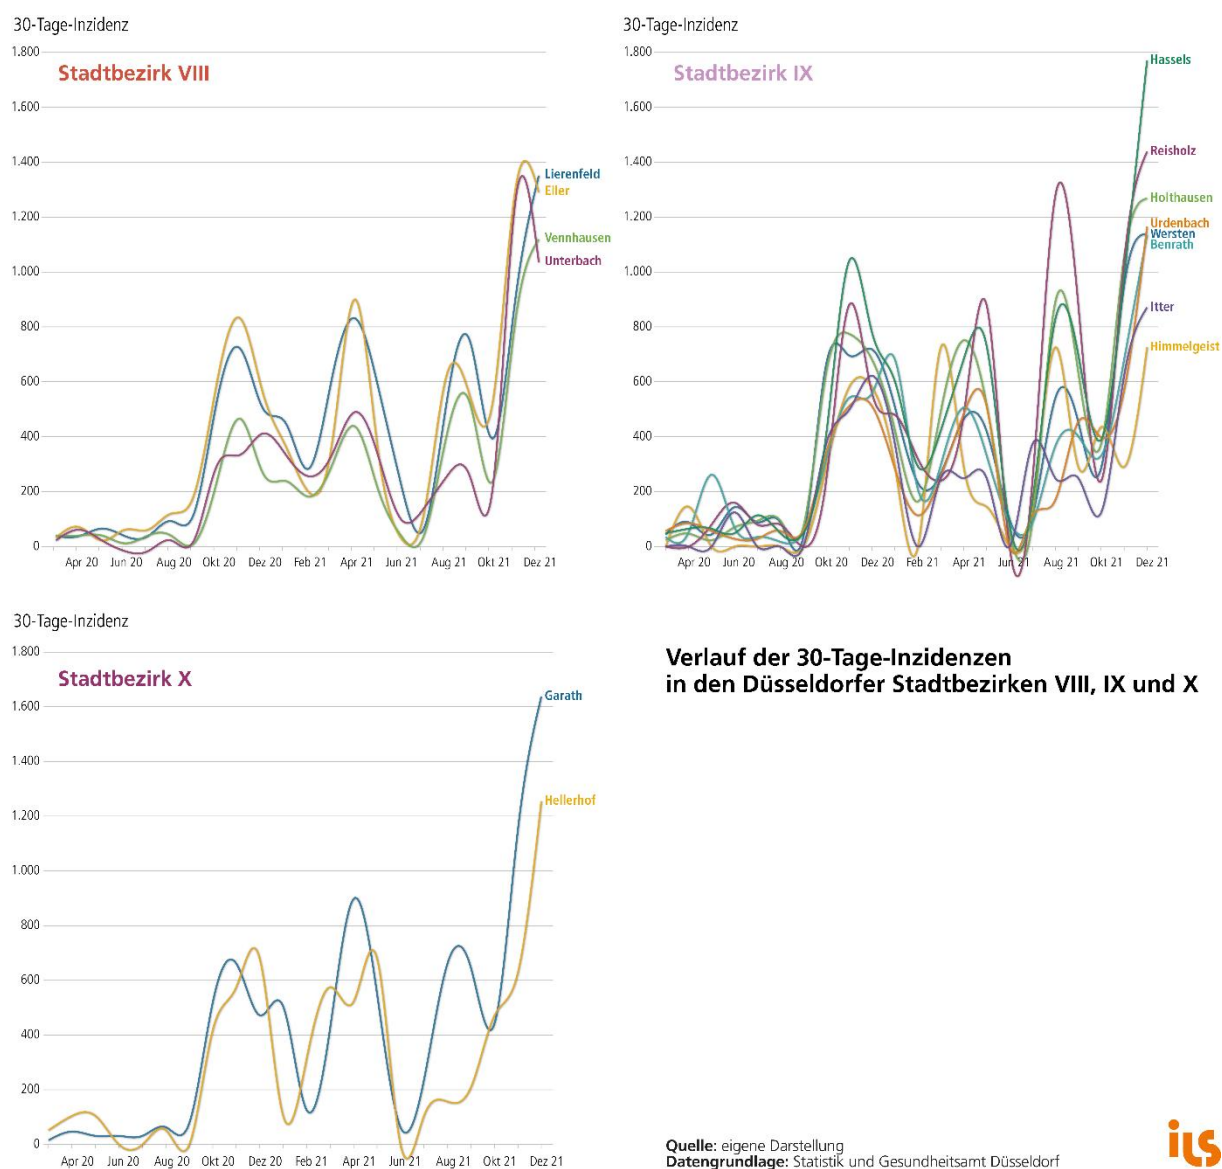 30-Tage-Inzidenz
Stadtbezirk VIII
1.800
1.600
1.400
1.200
1.000
800
600
400
200
0
Apr 20 Jun 20 Aug 20 Okt 20 Dez 20 Feb 21 Apr 21 Jun 21 Aug 21 Okt 21 Dez 21
Lierenfeld
Eller
Vennhausen
Unterbach
30-Tage-Inzidenz
Stadtbezirk IX
1.800
1.600
1.400
1.200
1.000
800
600
400
200
0
Apr 20 Jun 20 Aug 20 Okt 20 Dez 20 Feb 21 Apr 21 Jun 21 Aug 21 Okt 21 Dez 21
Hassels
Reisholz
Holthausen
Urdenbach
Wersten
Benrath
Itter
Himmelgeist
30-Tage-Inzidenz
Stadtbezirk X
1.800
1.600
1.400
1.200
1.000
800
600
400
200
0
Apr 20 Jun 20 Aug 20 Okt 20 Dez 20 Feb 21 Apr 21 Jun 21 Aug 21 Okt 21 Dez 21
Garath
Hellerhof
Verlauf der 30-Tage-Inzidenzen
in den Düsseldorfer Stadtbezirken VIII, IX und X
Quelle: eigene Darstellung
Datengrundlage: Statistik und Gesundheitsamt Düsseldorf
ils